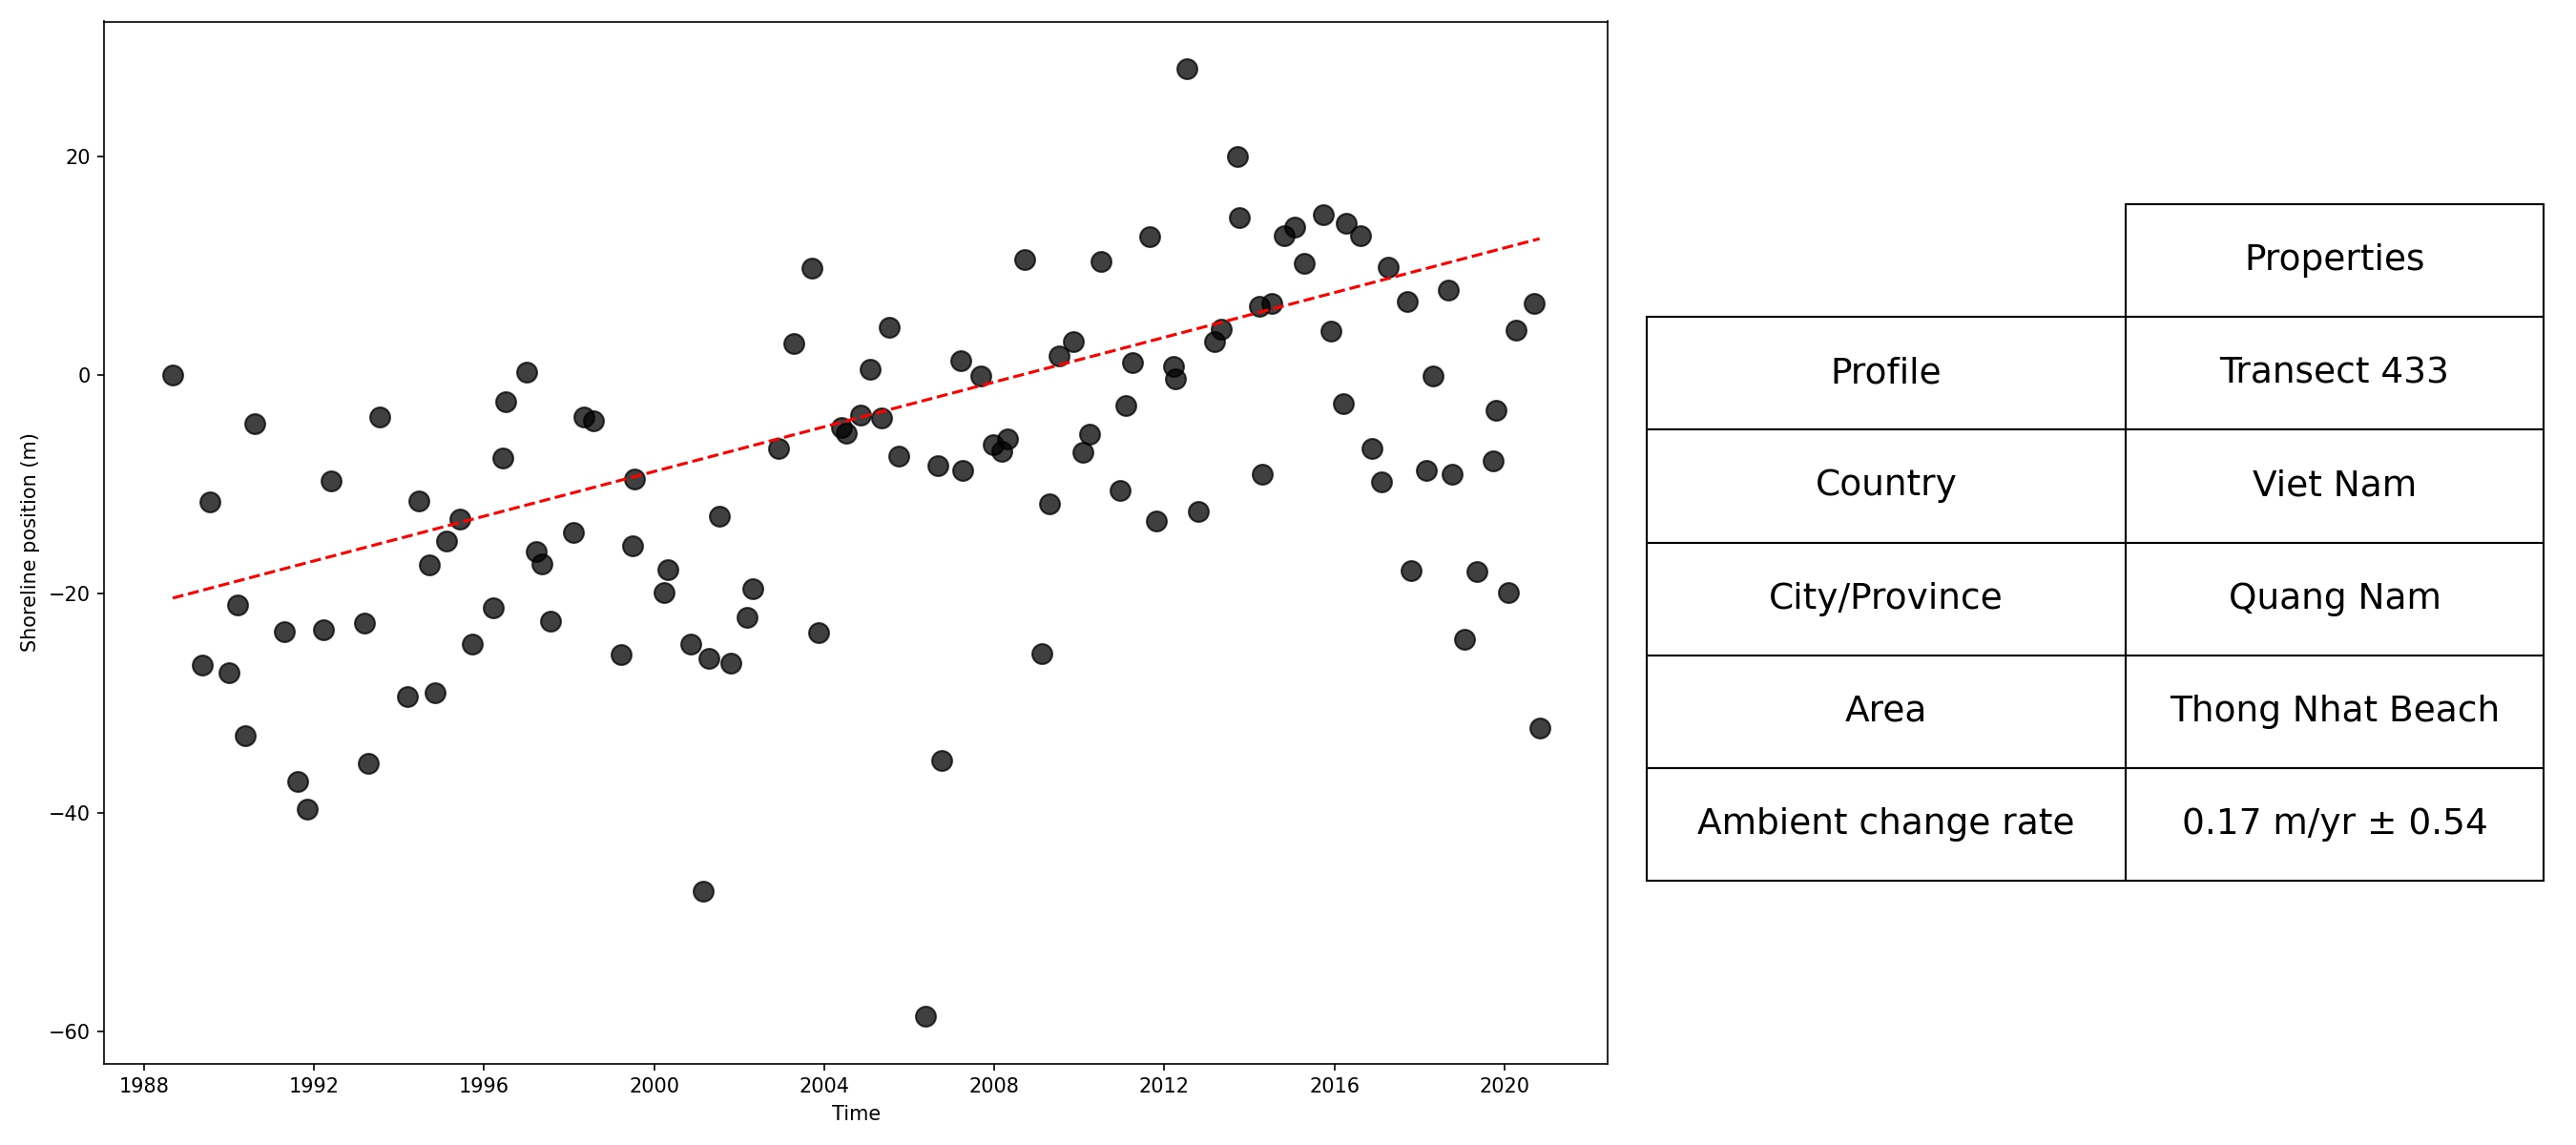 20
0
−20
−40
−60
Shoreline position (m)
1988 1992 1996 2000 2004 2008 2012 2016 2020
Time
Properties
Profile Transect 433
Country Viet Nam
City/Province Quang Nam
Area Thong Nhat Beach
Ambient change rate 0.17 m/yr ± 0.54